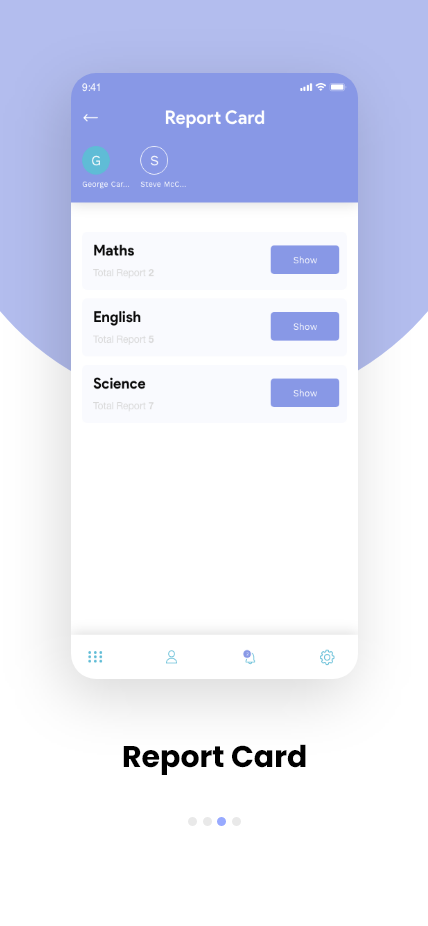 9:41
Report Card
G
S
George Car...
Steve McC...
Maths
Total Report 2
Show
English
Total Report 5
Show
Science
Total Report 7
Show
Report Card